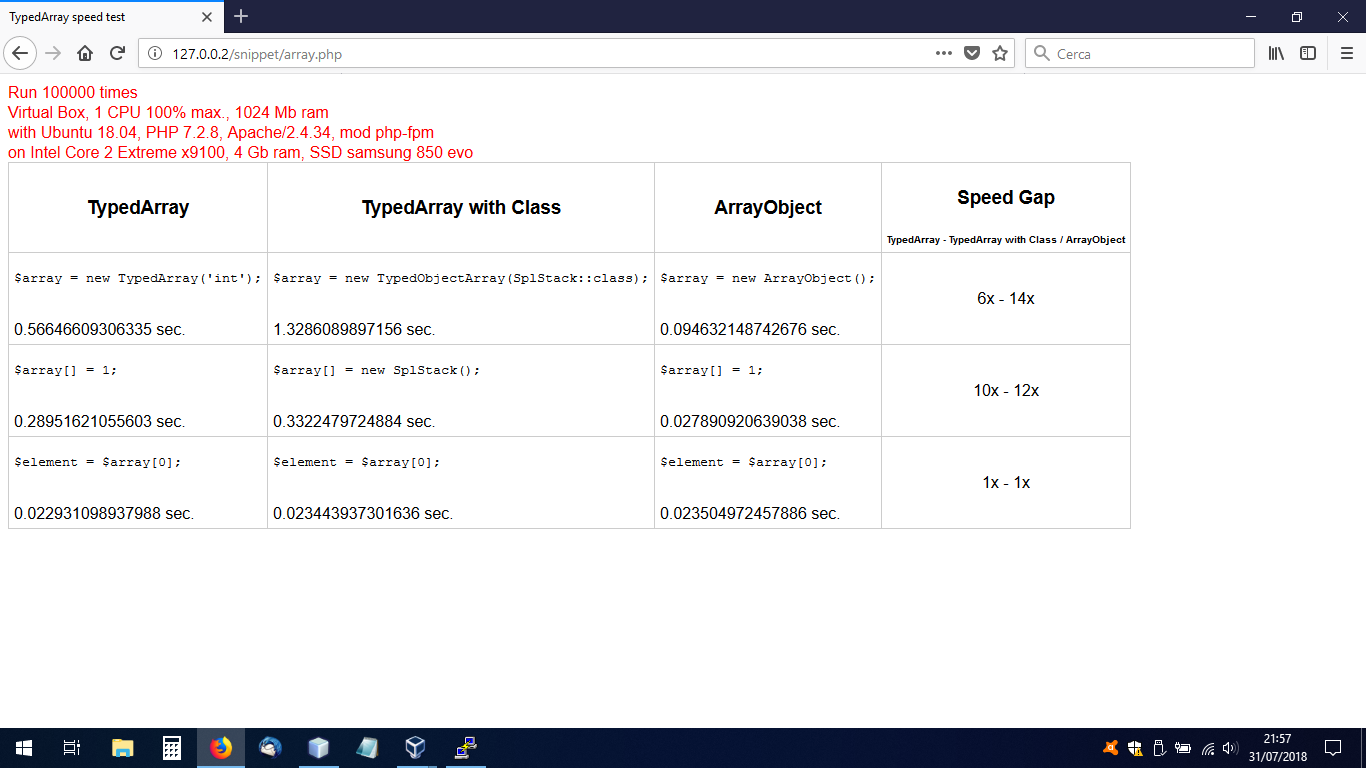 TypedArray speed test
127.0.0.2/snippet/array.php
Cerca
Run 100000 times
Virtual Box, 1 CPU 100% max., 1024 Mb ram
with Ubuntu 18.04, PHP 7.2.8, Apache/2.4.34, mod php-fpm
on Intel Core 2 Extreme x9100, 4 Gb ram, SSD samsung 850 evo
TypedArray
TypedArray with Class
ArrayObject
Speed Gap
TypedArray - TypedArray with Class / ArrayObject
$array = new TypedArray('int');
0.56646609306335 sec.
$array = new TypedObjectArray(SplStack::class);
1.3286089897156 sec.
$array = new ArrayObject();
0.094632148742676 sec.
6x - 14x
$array[] = 1;
0.28951621055603 sec.
$array[] = new SplStack();
0.3322479724884 sec.
$array[] = 1;
0.027890920639038 sec.
10x - 12x
$element = $array[0];
0.022931098937988 sec.
$element = $array[0];
0.023443937301636 sec.
$element = $array[0];
0.023504972457886 sec.
1x - 1x
21:57
31/07/2018